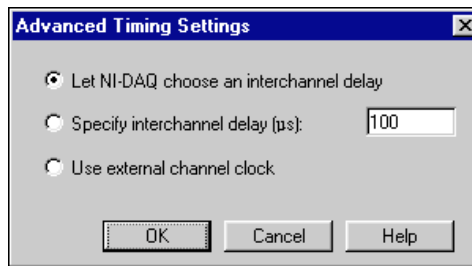 Advanced Timing Settings
Let NI-DAQ choose an interchannel delay
Specify interchannel delay (µs): 100
Use external channel clock
OK Cancel Help